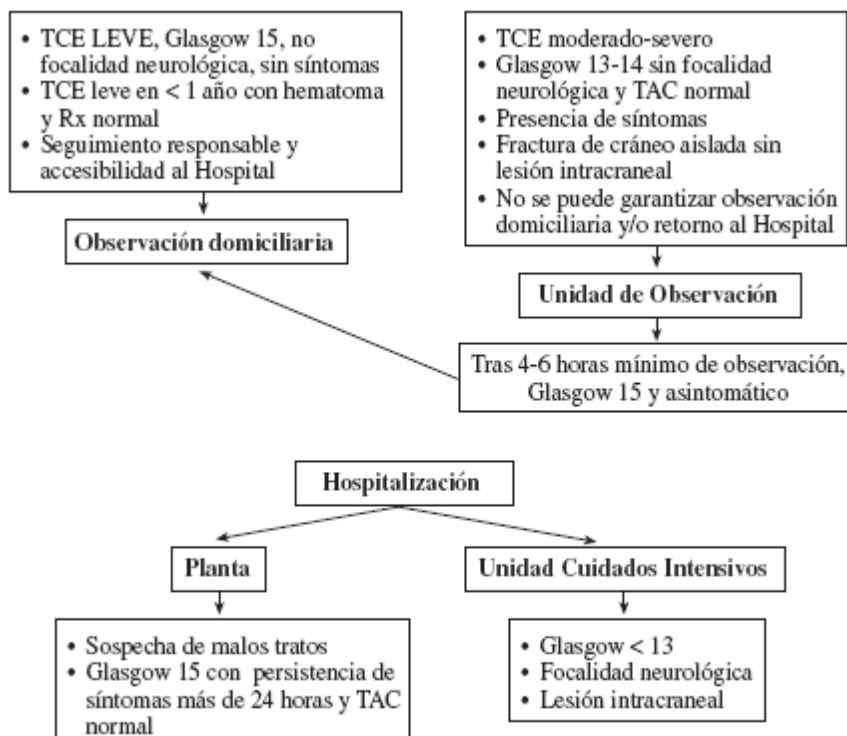 • TCE LEVE, Glasgow 15, no
focalidad neurológica, sin síntomas
• TCE leve en < 1 año con hematoma
y Rx normal
• Seguimiento responsable y
accesibilidad al Hospital
Observación domiciliaria
• TCE moderado-severo
• Glasgow 13-14 sin focalidad
neurológica y TAC normal
• Presencia de síntomas
• Fractura de cráneo aislada sin
lesión intracraneal
• No se puede garantizar observación
domiciliaria y/o retorno al Hospital
Unidad de Observación
Tras 4-6 horas mínimo de observación,
Glasgow 15 y asintomático
Hospitalización
Planta
• Sospecha de malos tratos
• Glasgow 15 con persistencia de
síntomas más de 24 horas y TAC
normal
Unidad Cuidados Intensivos
• Glasgow < 13
• Focalidad neurológica
• Lesión intracraneal